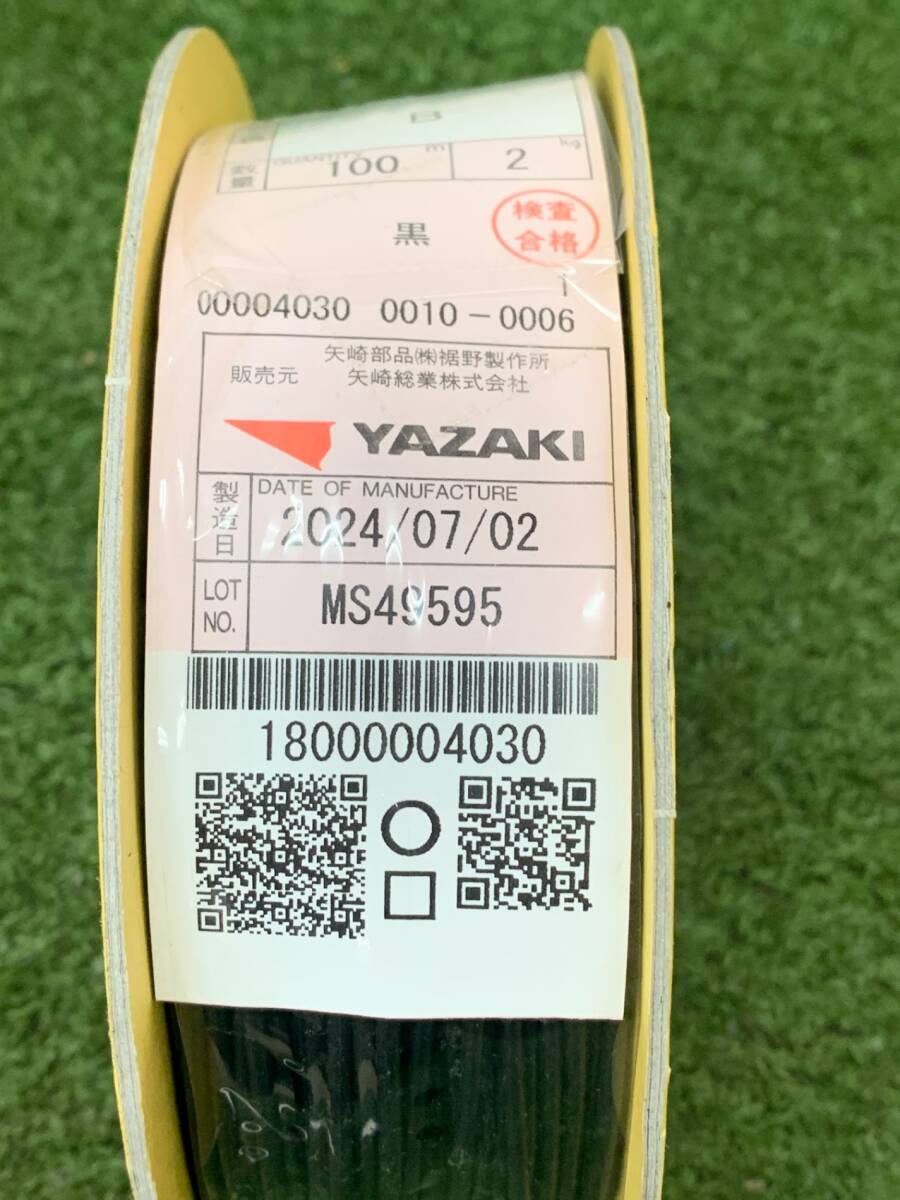 B
数量 QUANTITY 100 m 2 kg
黒
検査
合格
1
00004030 0010-0006
販売元 矢崎部品㈱裾野製作所
矢崎総業株式会社
YAZAKI
製造日 DATE OF MANUFACTURE
2024/07/02
LOT NO. MS49595
18000004030